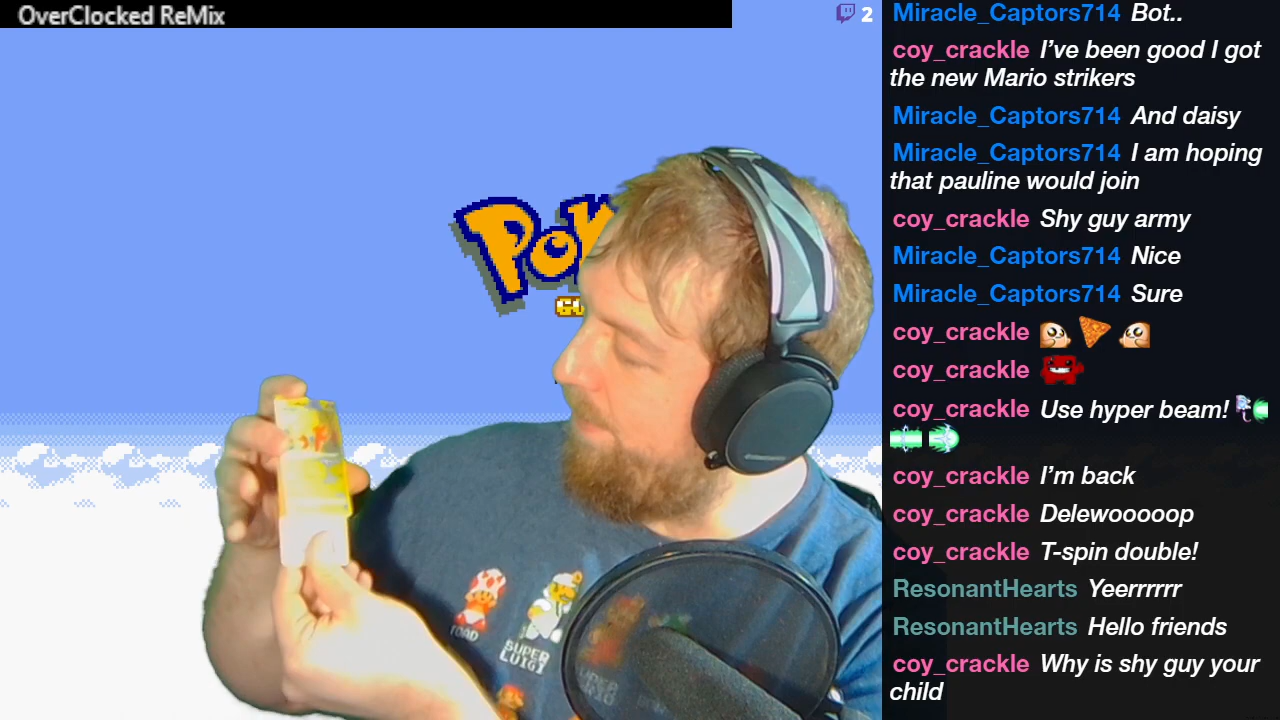 OverClocked ReMix
2
Miracle_Captors714 Bot..
coy_crackle I've been good I got
the new Mario strikers
Miracle_Captors714 And daisy
Miracle_Captors714 I am hoping
that pauline would join
coy_crackle Shy guy army
Miracle_Captors714 Nice
Miracle_Captors714 Sure
coy_crackle
coy_crackle
coy_crackle Use hyper beam!
coy_crackle I'm back
coy_crackle Delewooooop
coy_crackle T-spin double!
ResonantHearts Yeerrrrrr
ResonantHearts Hello friends
coy_crackle Why is shy guy your
child
TOAD
SUPER
LUIGI